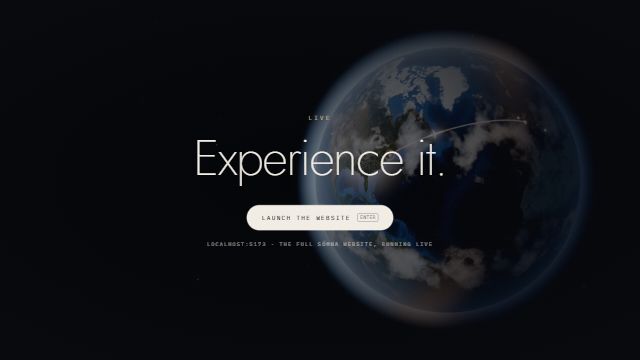 LIVE
Experience it.
LAUNCH THE WEBSITE ENTER
LOCALHOST:5173 - THE FULL SOMNA WEBSITE, RUNNING LIVE